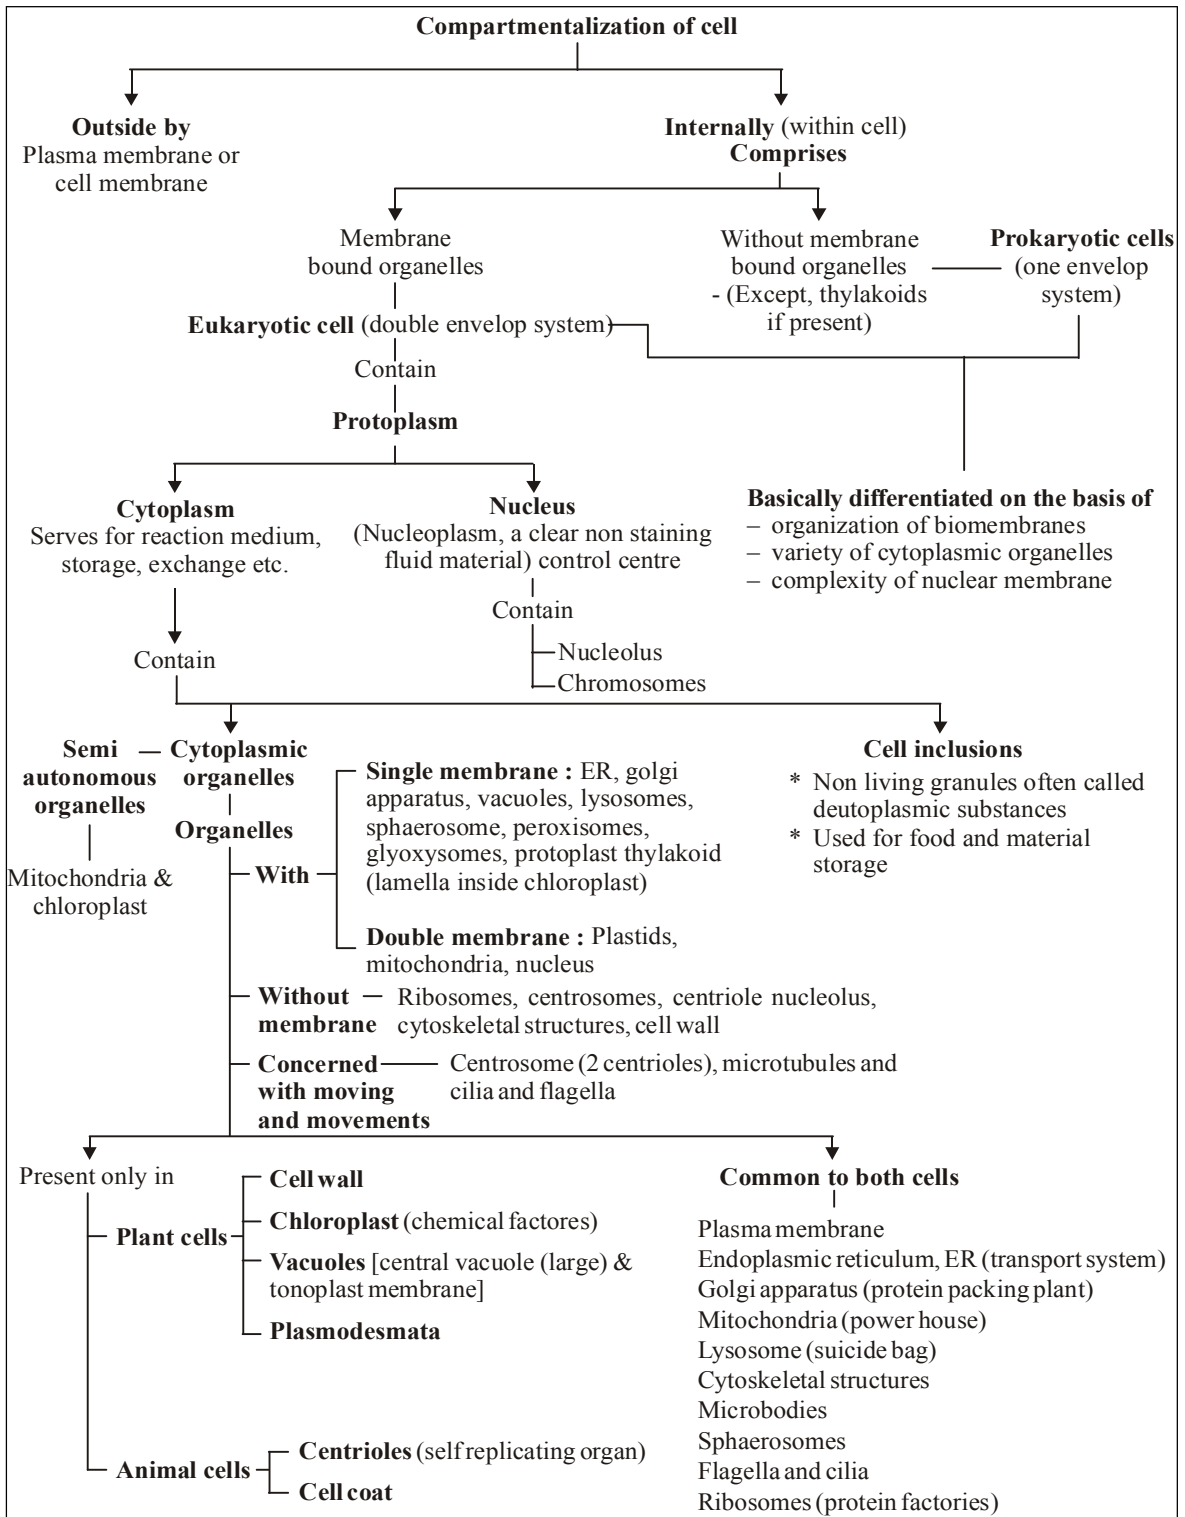 Compartmentalization of cell
Outside by
Plasma membrane or
cell membrane
Internally (within cell)
Comprises
Membrane
bound organelles
Without membrane
bound organelles
- (Except, thylakoids
if present)
Prokaryotic cells
(one envelop
system)
Eukaryotic cell (double envelop system)
Contain
Protoplasm
Cytoplasm
Serves for reaction medium,
storage, exchange etc.
Nucleus
(Nucleoplasm, a clear non staining
fluid material) control centre
Basically differentiated on the basis of
– organization of biomembranes
– variety of cytoplasmic organelles
– complexity of nuclear membrane
Contain
Nucleolus
Chromosomes
Contain
Semi
autonomous
organelles
Mitochondria &
chloroplast
Cytoplasmic
organelles
Organelles
Cell inclusions
* Non living granules often called
deutoplasmic substances
* Used for food and material
storage
With
Single membrane : ER, golgi
apparatus, vacuoles, lysosomes,
sphaerosome, peroxisomes,
glyoxysomes, protoplast thylakoid
(lamella inside chloroplast)
Double membrane : Plastids,
mitochondria, nucleus
Without
membrane
Ribosomes, centrosomes, centriole nucleolus,
cytoskeletal structures, cell wall
Concerned
with moving
and movements
Centrosome (2 centrioles), microtubules and
cilia and flagella
Present only in
Plant cells
Cell wall
Chloroplast (chemical factores)
Vacuoles [central vacuole (large) &
tonoplast membrane]
Plasmodesmata
Animal cells
Centrioles (self replicating organ)
Cell coat
Common to both cells
Plasma membrane
Endoplasmic reticulum, ER (transport system)
Golgi apparatus (protein packing plant)
Mitochondria (power house)
Lysosome (suicide bag)
Cytoskeletal structures
Microbodies
Sphaerosomes
Flagella and cilia
Ribosomes (protein factories)